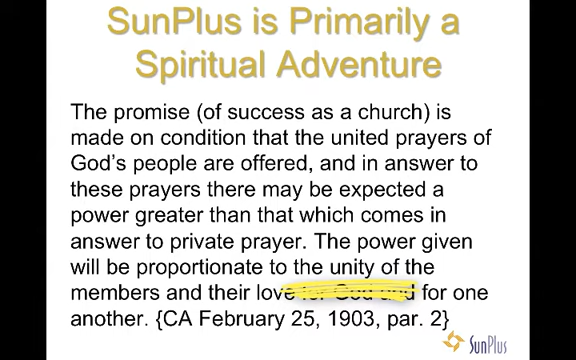 SunPlus is Primarily a
Spiritual Adventure
The promise (of success as a church) is
made on condition that the united prayers of
God's people are offered, and in answer to
these prayers there may be expected a
power greater than that which comes in
answer to private prayer. The power given
will be proportionate to the unity of the
members and their love for God and for one
another. {CA February 25, 1903, par. 2}
SunPlus